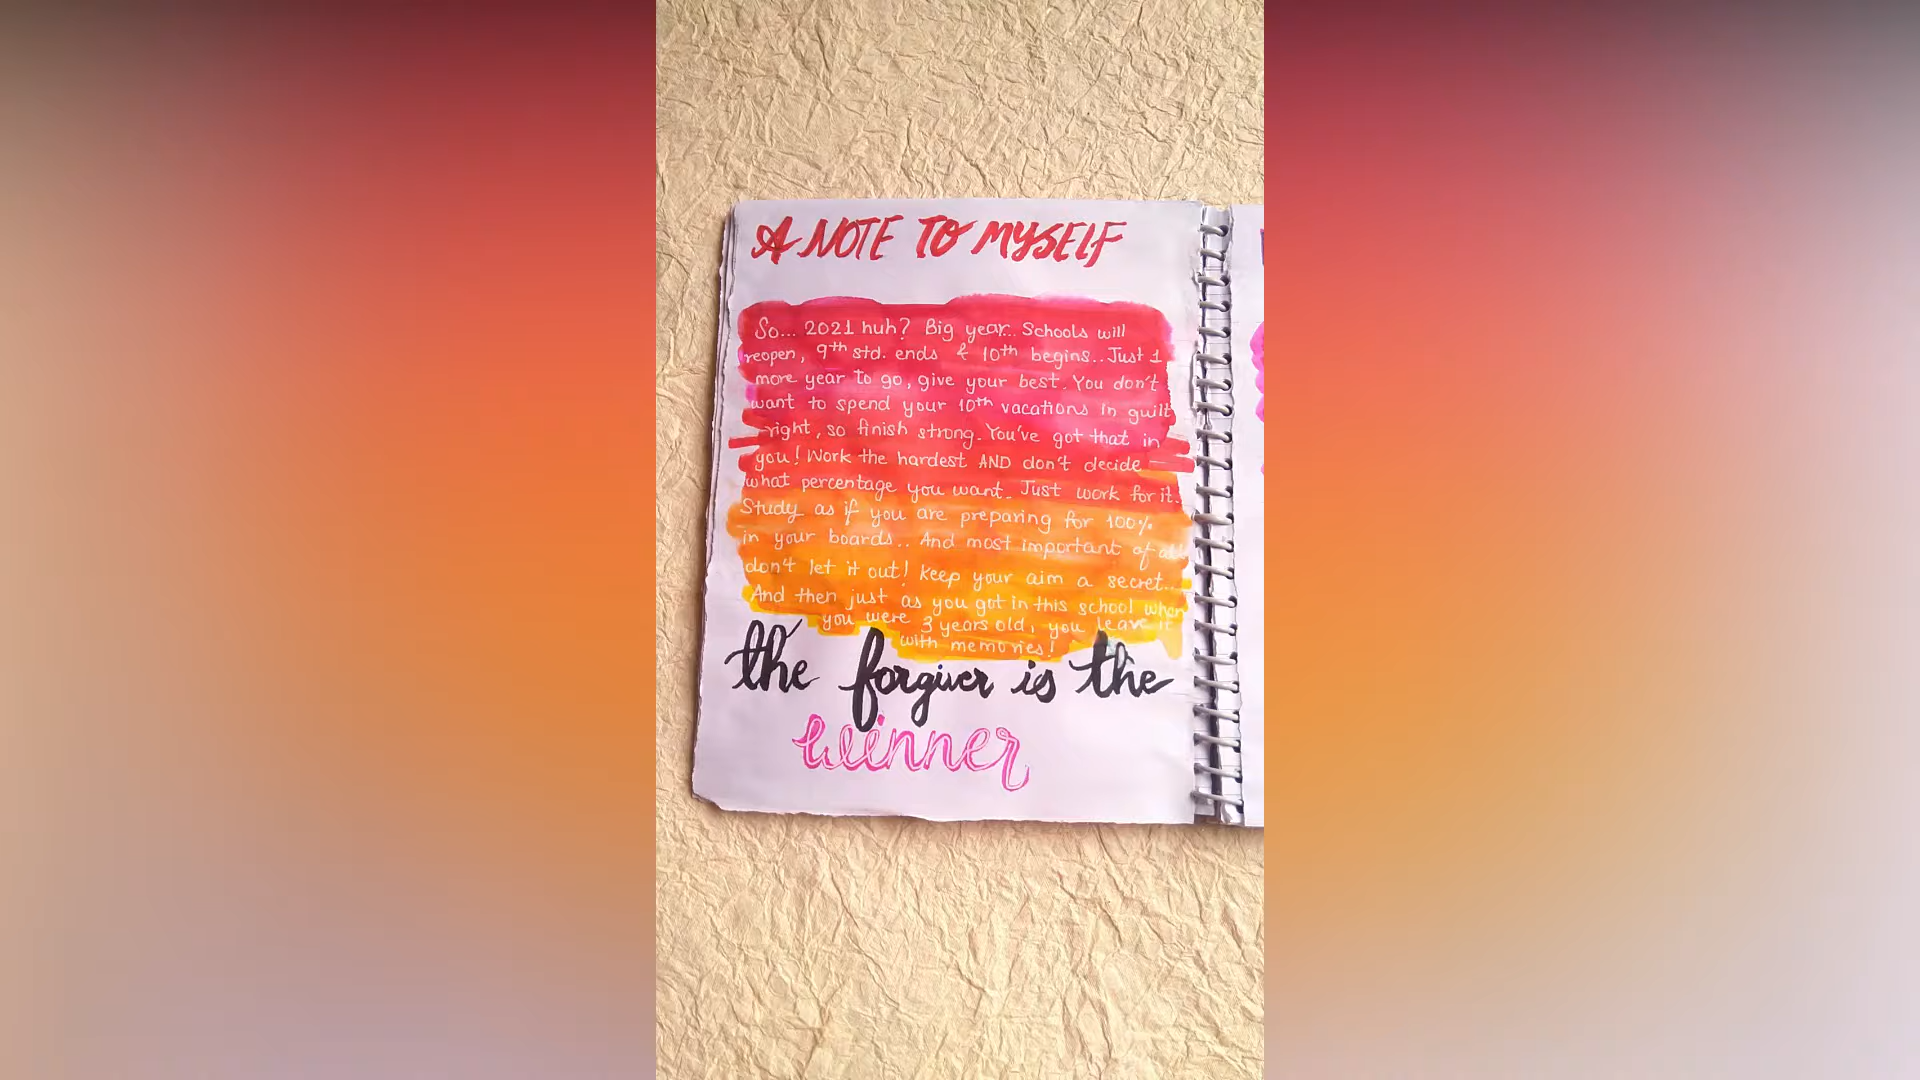 A NOTE TO MYSELF
So... 2021 huh? Big year... Schools will
reopen, 9th std. ends & 10th begins.. Just 1
more year to go, give your best. You don't
want to spend your 10th vacations in guilt
right, so finish strong. You've got that in
you! Work the hardest AND don't decide
what percentage you want. Just work for it.
Study as if you are preparing for 100%
in your boards.. And most important of all
don't let it out! Keep your aim a secret...
And then just as you got in this school when
you were 3 years old, you leave it
with memories!
the forgiver is the
winner